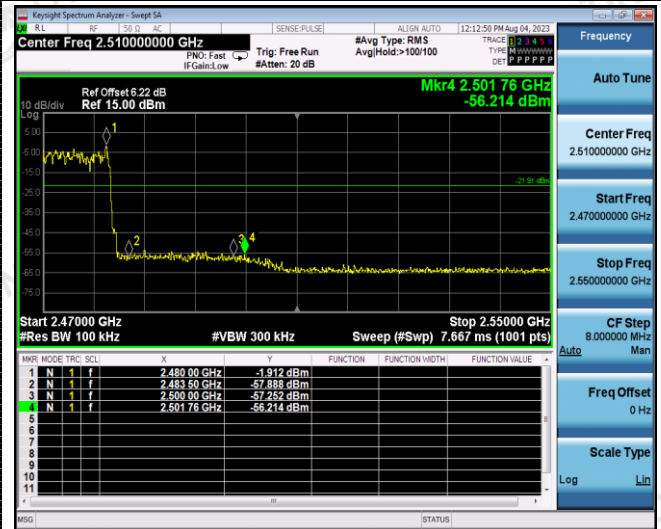 Keysight Spectrum Analyzer - Swept SA
RL RF 50 Ω AC SENSE:PULSE ALIGN AUTO 12:12:50 PM Aug 04, 2023
Center Freq 2.510000000 GHz #Avg Type: RMS TRACE 1 2 3 4 5 6
PNO: Fast Trig: Free Run Avg|Hold:>100/100 TYPE MWWWWW
IFGain:Low #Atten: 20 dB DET P P P P P P
Mkr4 2.501 76 GHz
-56.214 dBm
Ref Offset 6.22 dB
10 dB/div Ref 15.00 dBm
Log
5.00
-5.00
-15.0
-25.0
-35.0
-45.0
-55.0
-65.0
-75.0
1
2
3 4
-21.91 dBm
Start 2.47000 GHz Stop 2.55000 GHz
#Res BW 100 kHz #VBW 300 kHz Sweep (#Swp) 7.667 ms (1001 pts)
MKR MODE TRC SCL X Y FUNCTION FUNCTION WIDTH FUNCTION VALUE
1 N 1 f 2.480 00 GHz -1.912 dBm
2 N 1 f 2.483 50 GHz -57.888 dBm
3 N 1 f 2.500 00 GHz -57.252 dBm
4 N 1 f 2.501 76 GHz -56.214 dBm
5
6
7
8
9
10
11
MSG STATUS
Frequency
Auto Tune
Center Freq
2.510000000 GHz
Start Freq
2.470000000 GHz
Stop Freq
2.550000000 GHz
CF Step
8.000000 MHz
Auto Man
Freq Offset
0 Hz
Scale Type
Log Lin